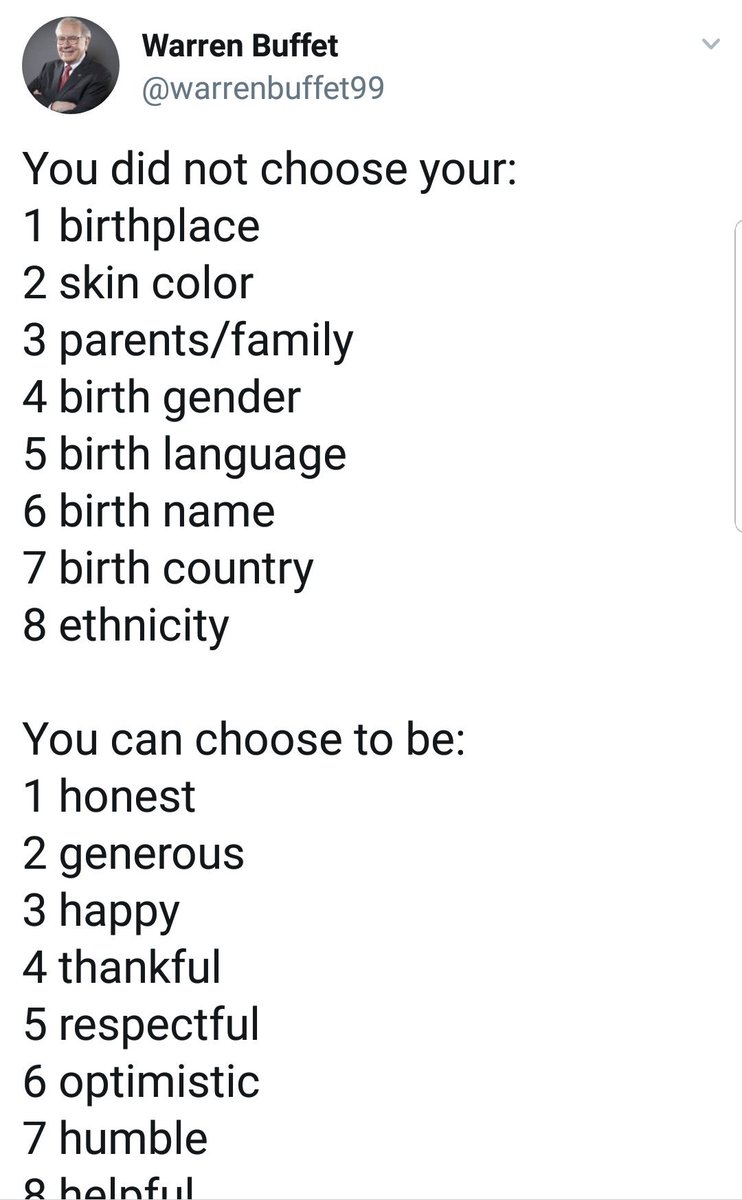 Warren Buffet
@warrenbuffet99
You did not choose your:
1 birthplace
2 skin color
3 parents/family
4 birth gender
5 birth language
6 birth name
7 birth country
8 ethnicity
You can choose to be:
1 honest
2 generous
3 happy
4 thankful
5 respectful
6 optimistic
7 humble
8 helpful